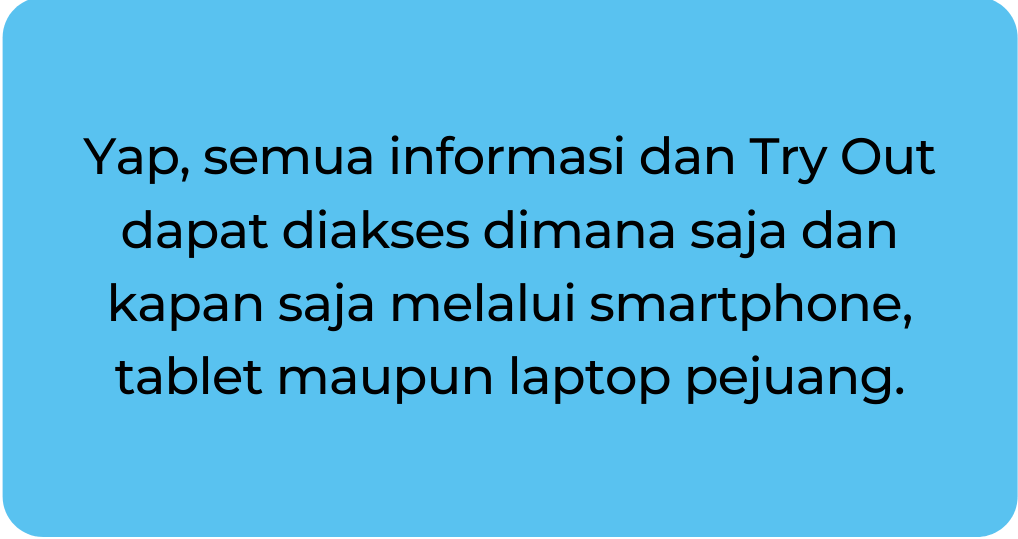 Yap, semua informasi dan Try Out
dapat diakses dimana saja dan
kapan saja melalui smartphone,
tablet maupun laptop pejuang.